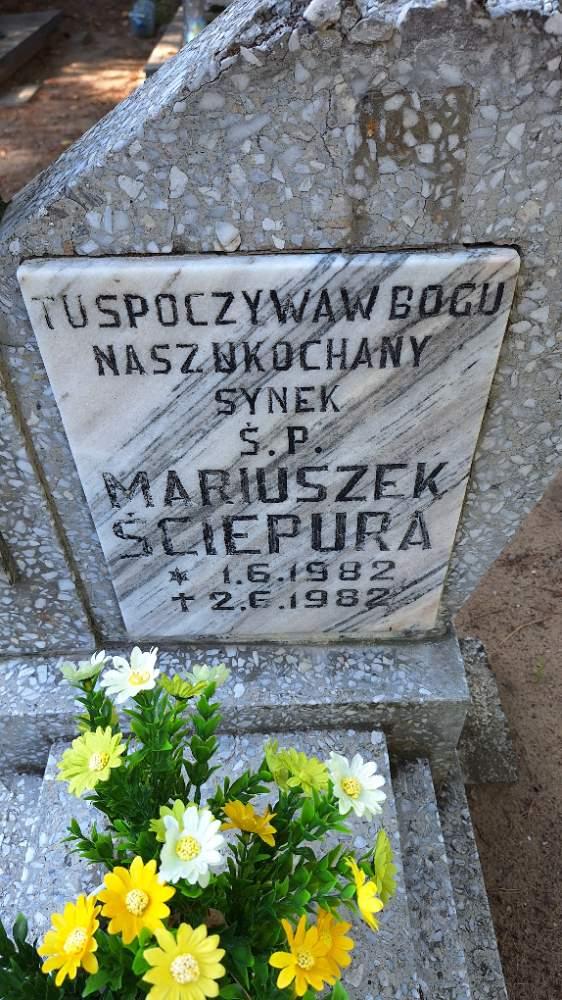 TU SPOCZYWA W BOGU
NASZ UKOCHANY
SYNEK
Ś. P.
MARIUSZEK
ŚCIEPURA
* 1.6.1982
✝ 2.6.1982